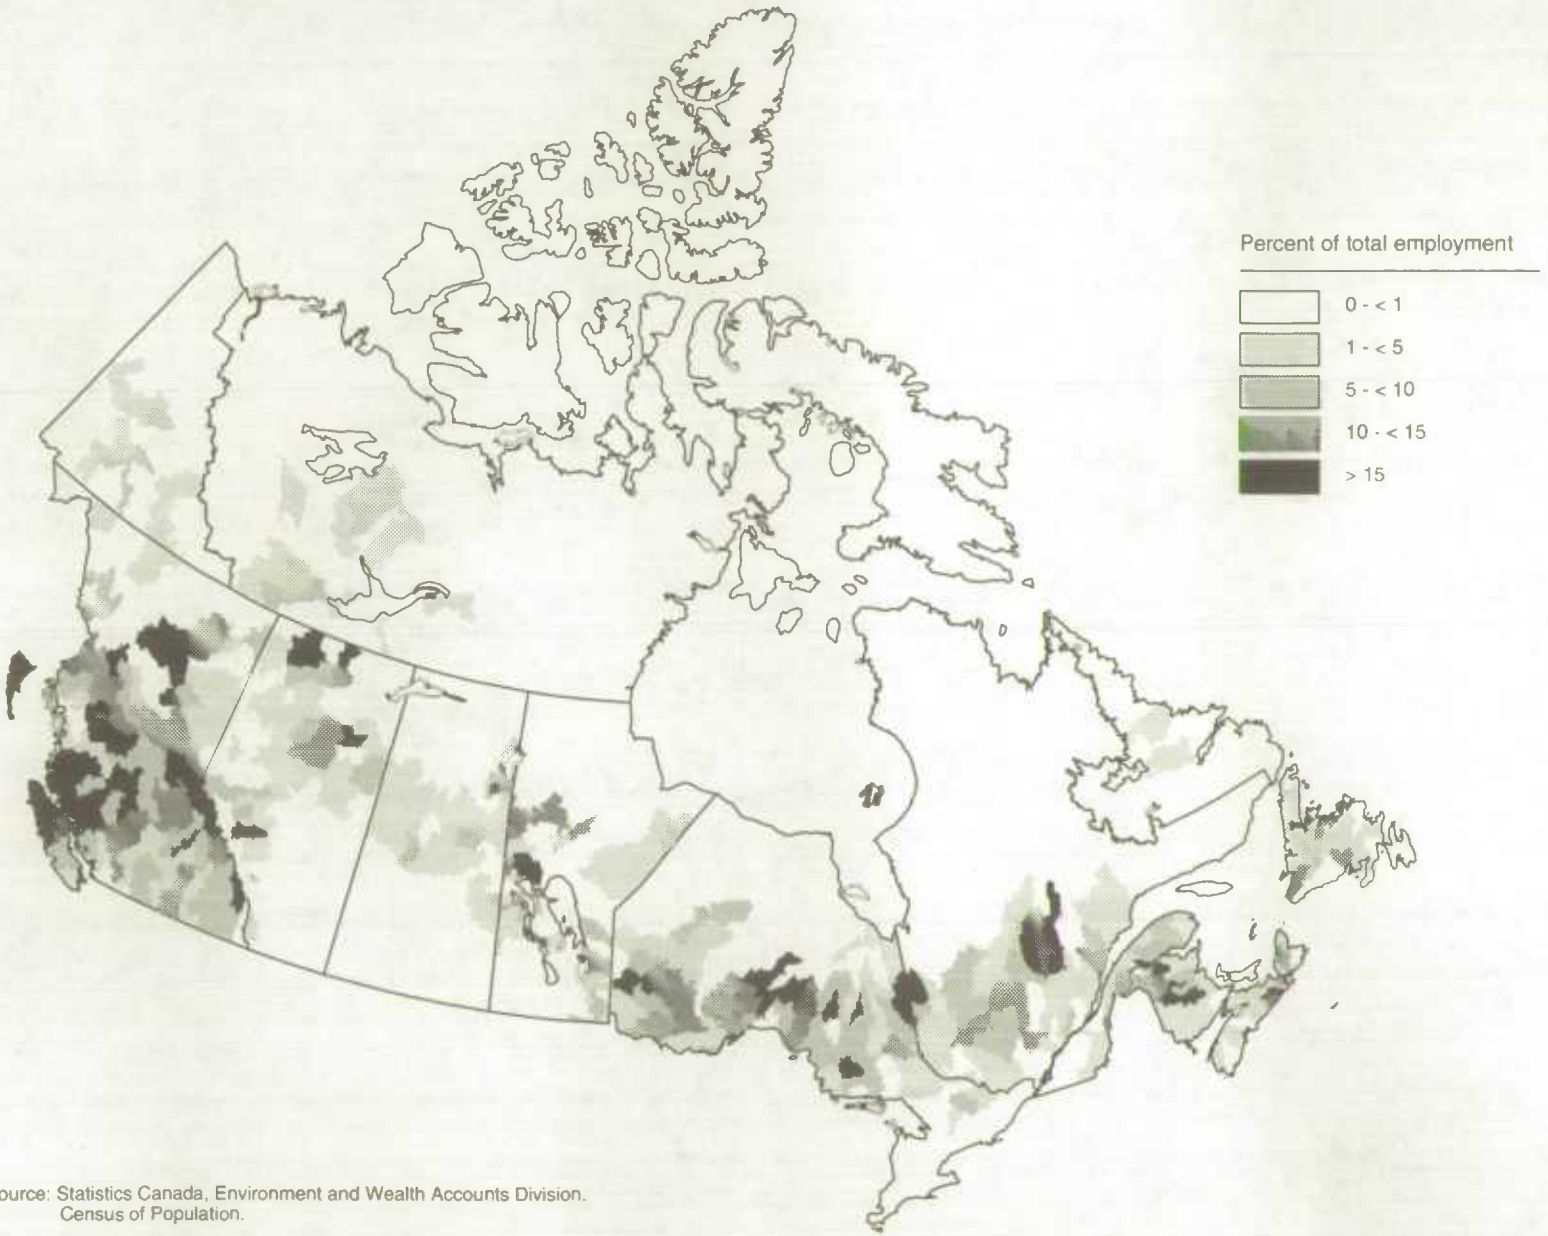 Percent of total employment
0 - < 1
1 - < 5
5 - < 10
10 - < 15
> 15
ource: Statistics Canada, Environment and Wealth Accounts Division.
Census of Population.